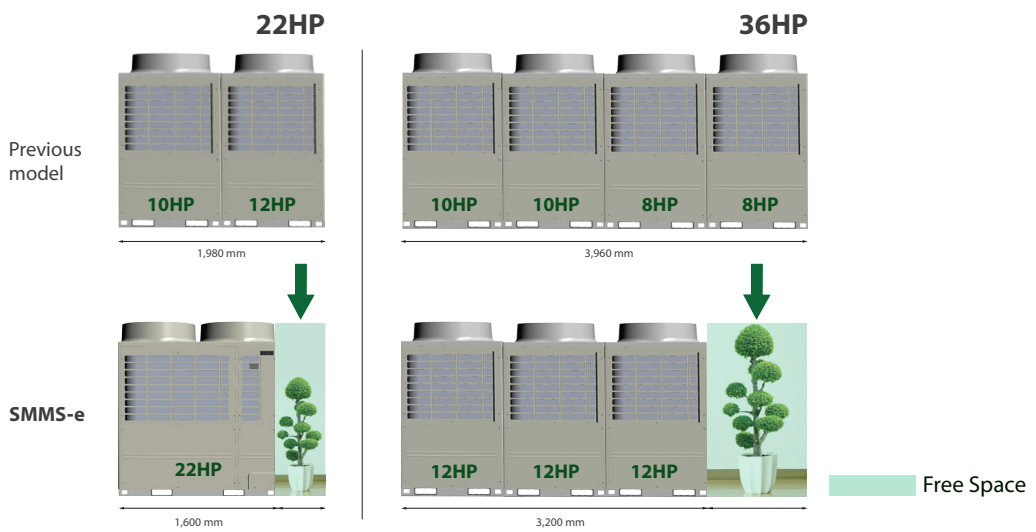 22HP
36HP
Previous
model
10HP
12HP
10HP
10HP
8HP
8HP
1,980 mm
3,960 mm
SMMS-e
22HP
12HP
12HP
12HP
Free Space
1,600 mm
3,200 mm